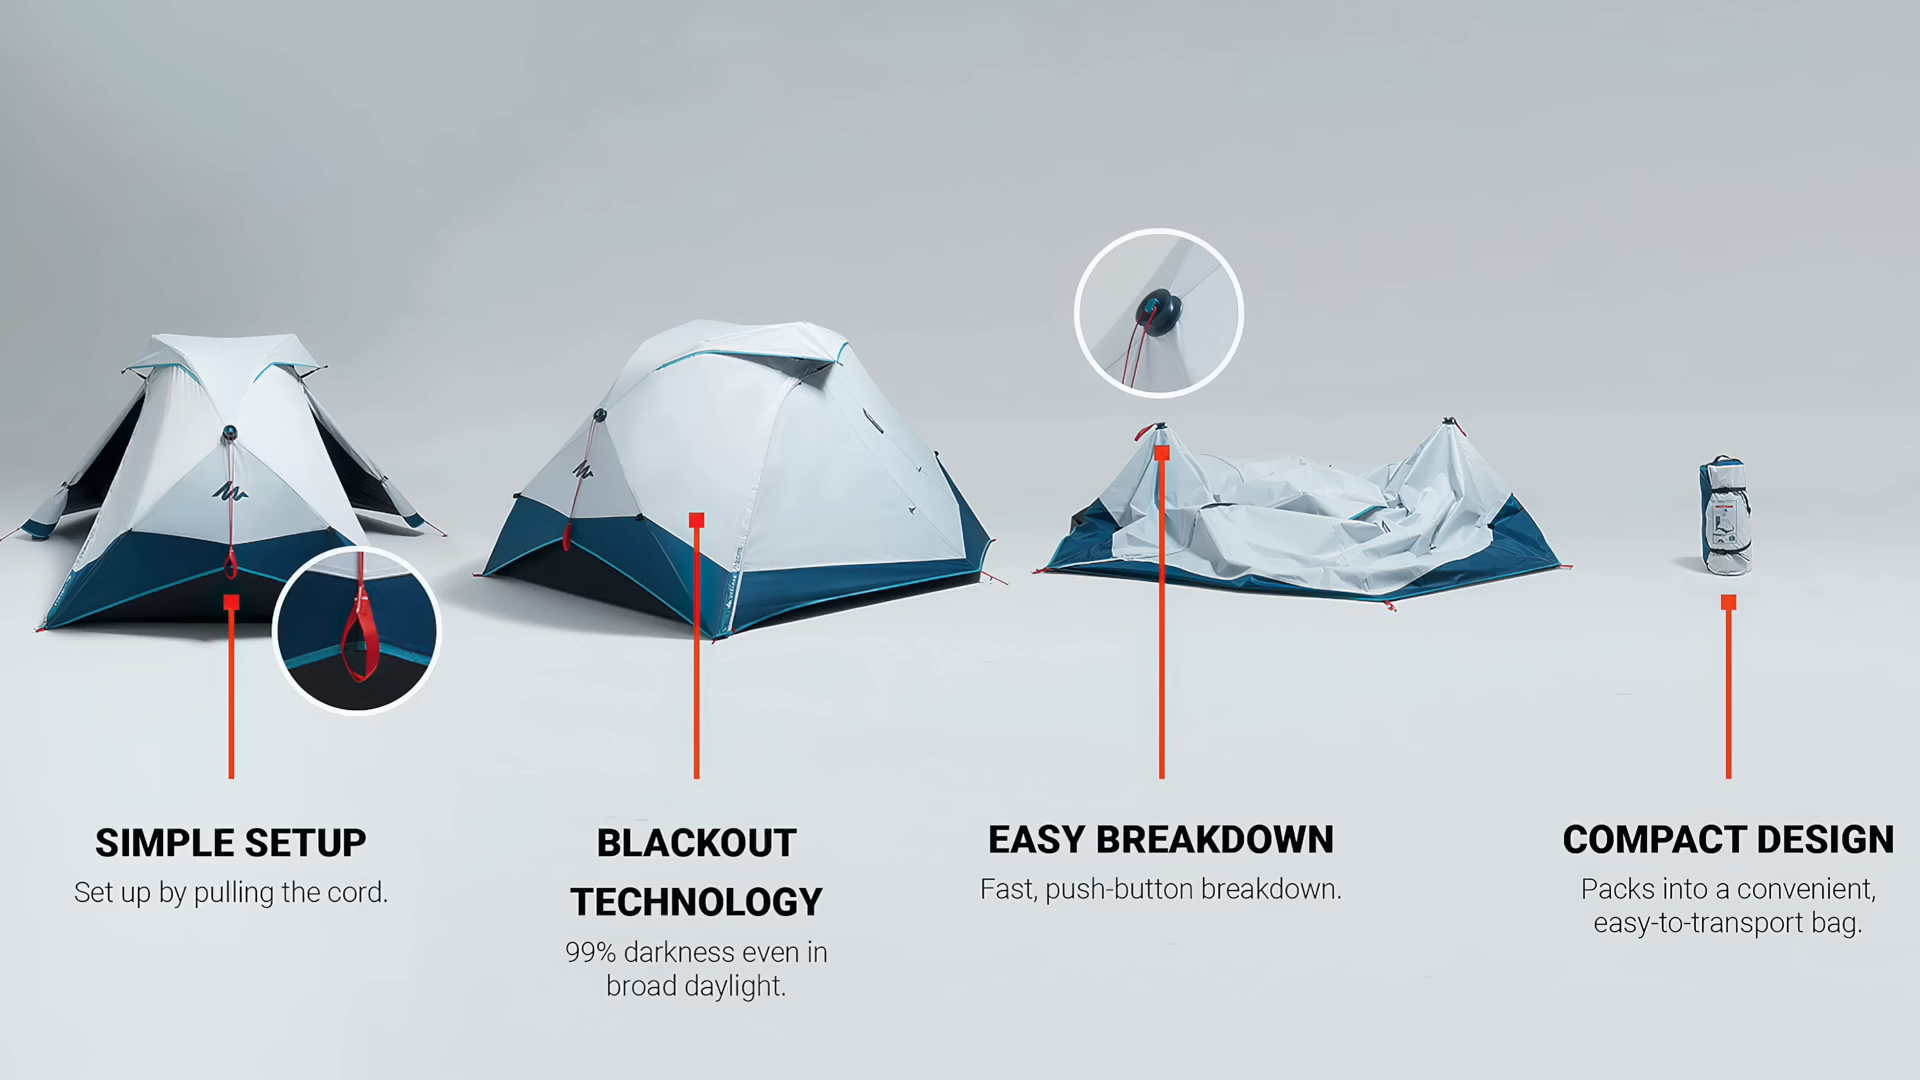 SIMPLE SETUP
Set up by pulling the cord.
BLACKOUT
TECHNOLOGY
99% darkness even in
broad daylight.
EASY BREAKDOWN
Fast, push-button breakdown.
COMPACT DESIGN
Packs into a convenient,
easy-to-transport bag.